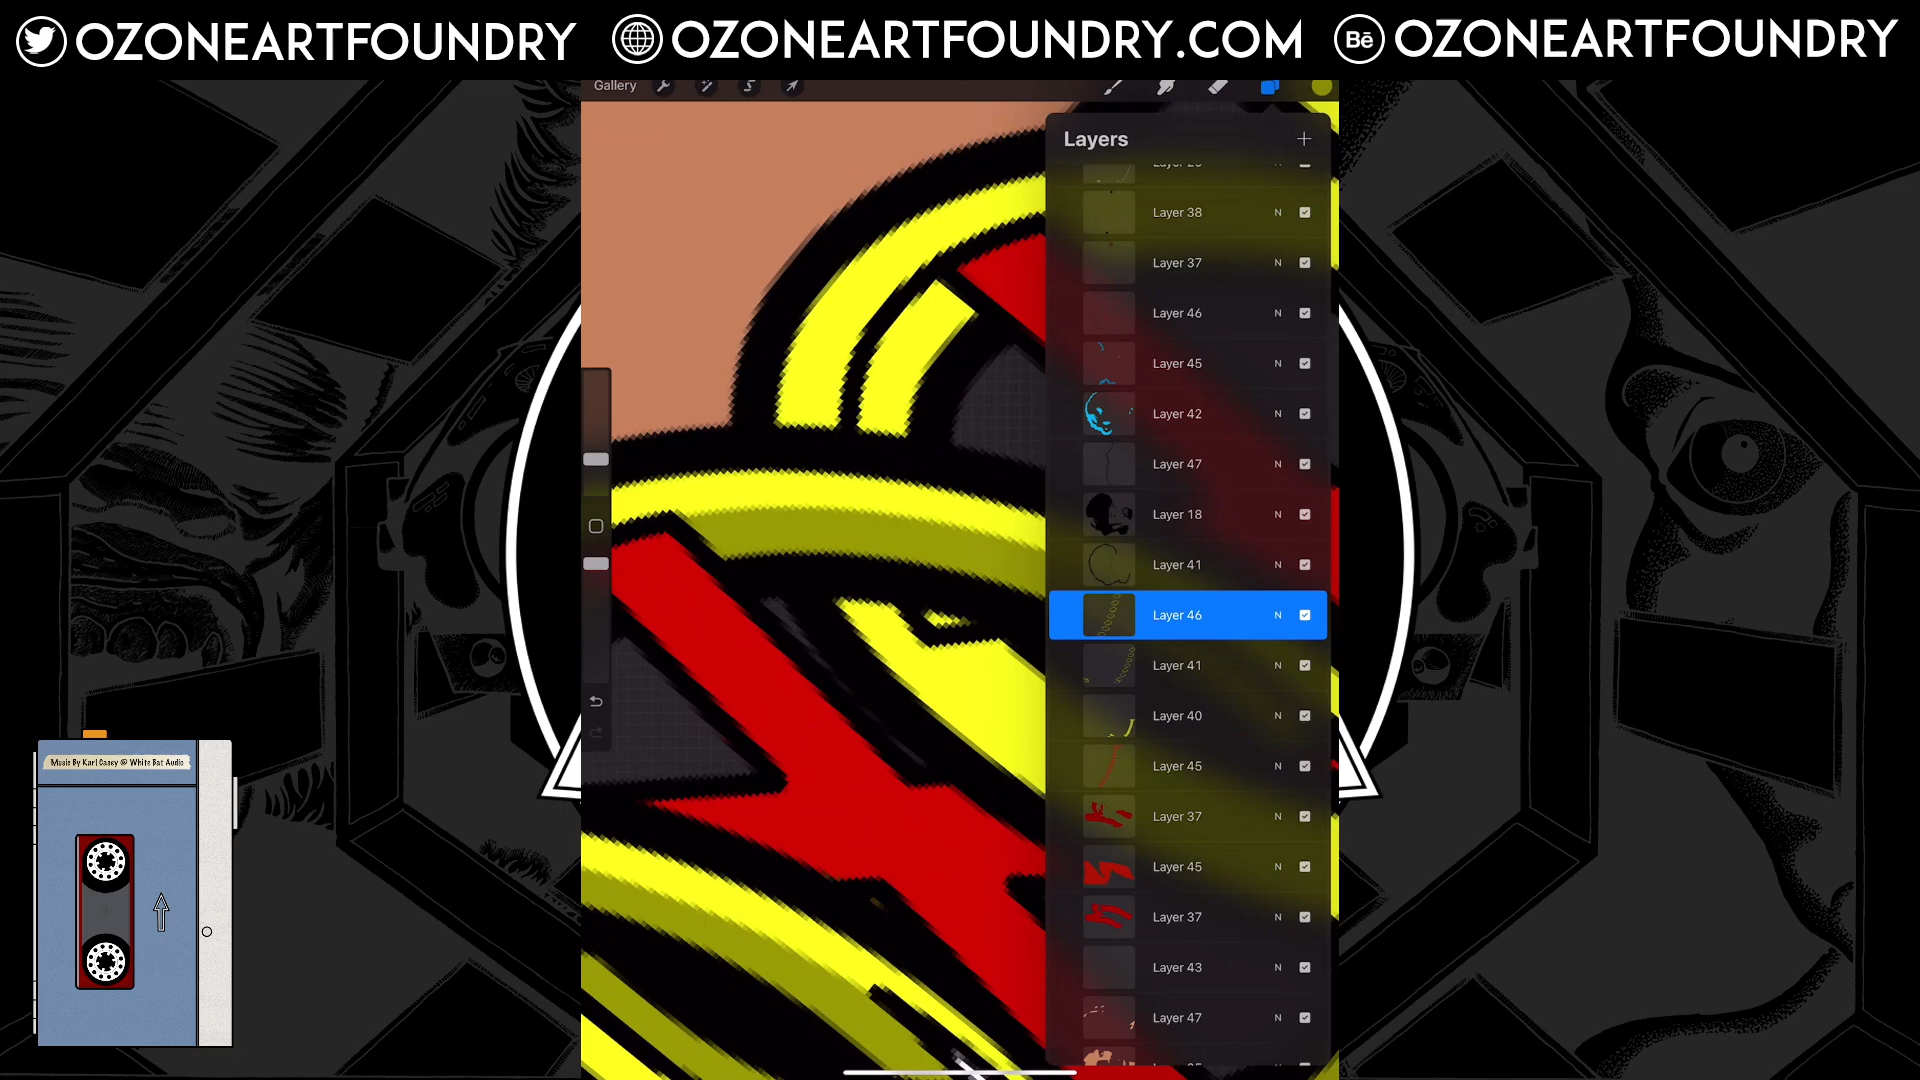 OZONEARTFOUNDRY
OZONEARTFOUNDRY.COM
Bē OZONEARTFOUNDRY
Gallery
Layers
Layer 38 N
Layer 37 N
Layer 46 N
Layer 45 N
Layer 42 N
Layer 47 N
Layer 18 N
Layer 41 N
Layer 46 N
Layer 41 N
Layer 40 N
Layer 45 N
Layer 37 N
Layer 45 N
Layer 37 N
Layer 43 N
Layer 47 N
Music By Karl Casey @ White Bat Audio